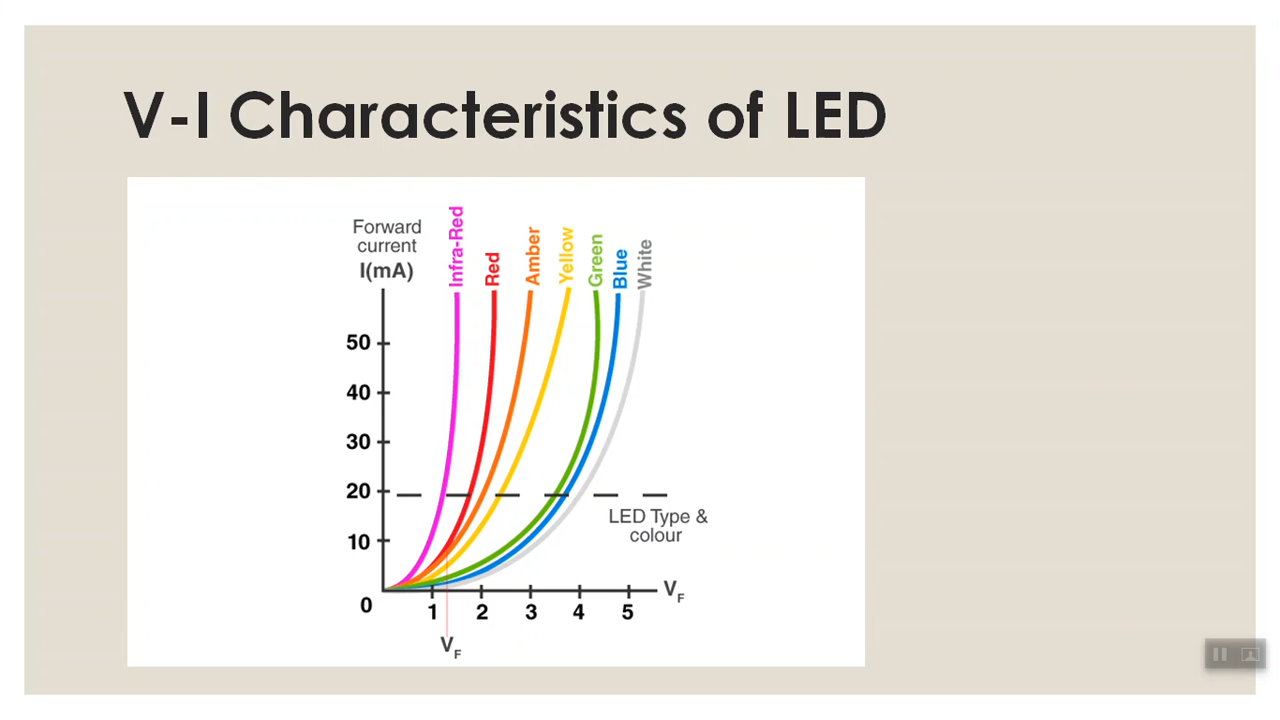 V-I Characteristics of LED
Forward
current
I(mA)
Infra-Red
Red
Amber
Yellow
Green
Blue
White
50
40
30
20
10
0
LED Type &
colour
1 2 3 4 5
VF
VF